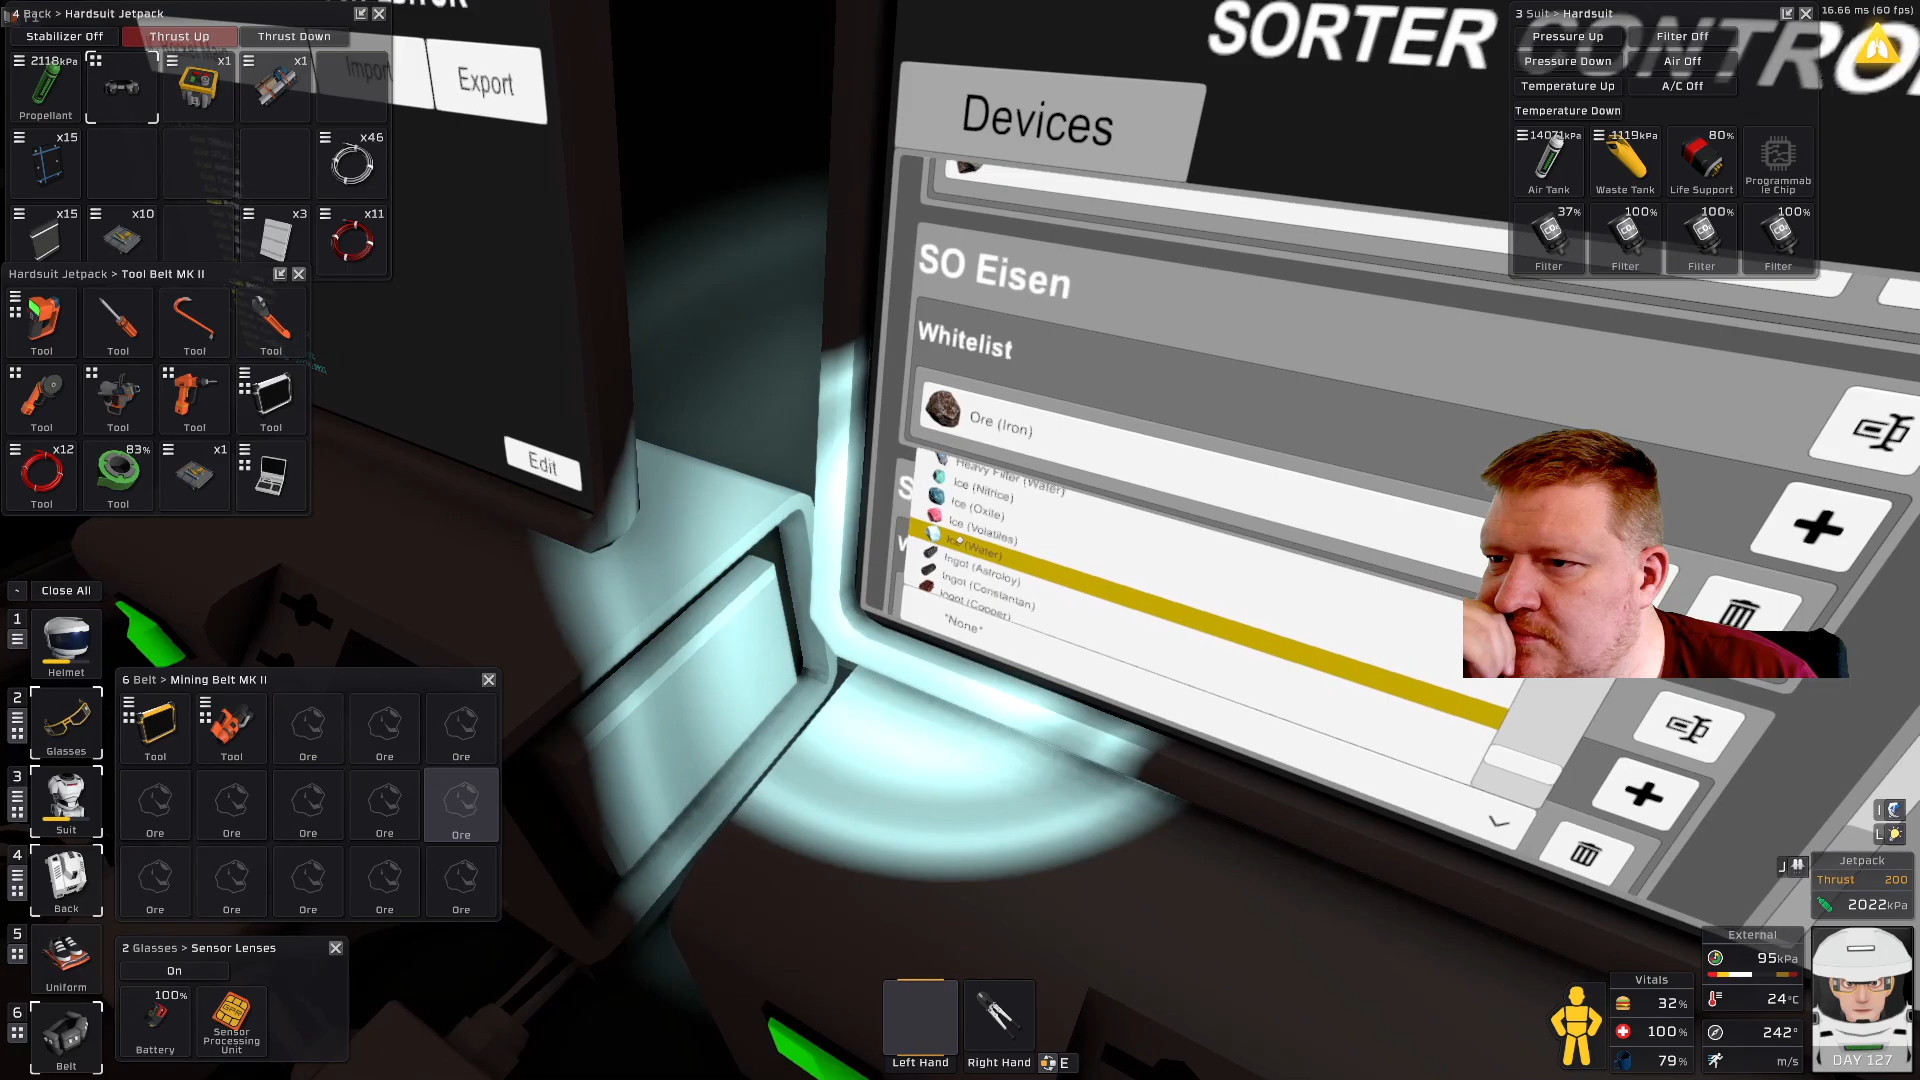 4 Back > Hardsuit Jetpack
Stabilizer Off
Thrust Up
Thrust Down
2118kPa
Propellant
x1
x1
x15
x46
x15
x10
x3
x11
Hardsuit Jetpack > Tool Belt MK II
Tool
Tool
Tool
Tool
Tool
Tool
Tool
Tool
x12
83%
x1
Tool
Tool
Import
Export
Edit
SORTER CONTRO
Devices
SO Eisen
Whitelist
Ore (Iron)
Heavy Filter (Water)
Ice (Nitrice)
Ice (Oxite)
Ice (Volatiles)
Ice (Water)
Ingot (Astroloy)
Ingot (Constantan)
Ingot (Copper)
*None*
16.66 ms (60 fps)
3 Suit > Hardsuit
Pressure Up
Filter Off
Pressure Down
Air Off
Temperature Up
A/C Off
Temperature Down
14071kPa
1119kPa
80%
Air Tank
Waste Tank
Life Support
Programmab
le Chip
37%
100%
100%
100%
Filter
Filter
Filter
Filter
~
Close All
1
Helmet
2
Glasses
3
Suit
4
Back
5
Uniform
6
Belt
6 Belt > Mining Belt MK II
Tool
Tool
Ore
Ore
Ore
Ore
Ore
Ore
Ore
Ore
Ore
Ore
Ore
Ore
Ore
2 Glasses > Sensor Lenses
On
100%
Battery
Sensor
Processing
Unit
Left Hand
Right Hand
E
I
L
J
Jetpack
Thrust 200
2022kPa
External
95kPa
24°C
242°
m/s
Vitals
32%
100%
79%
DAY 127